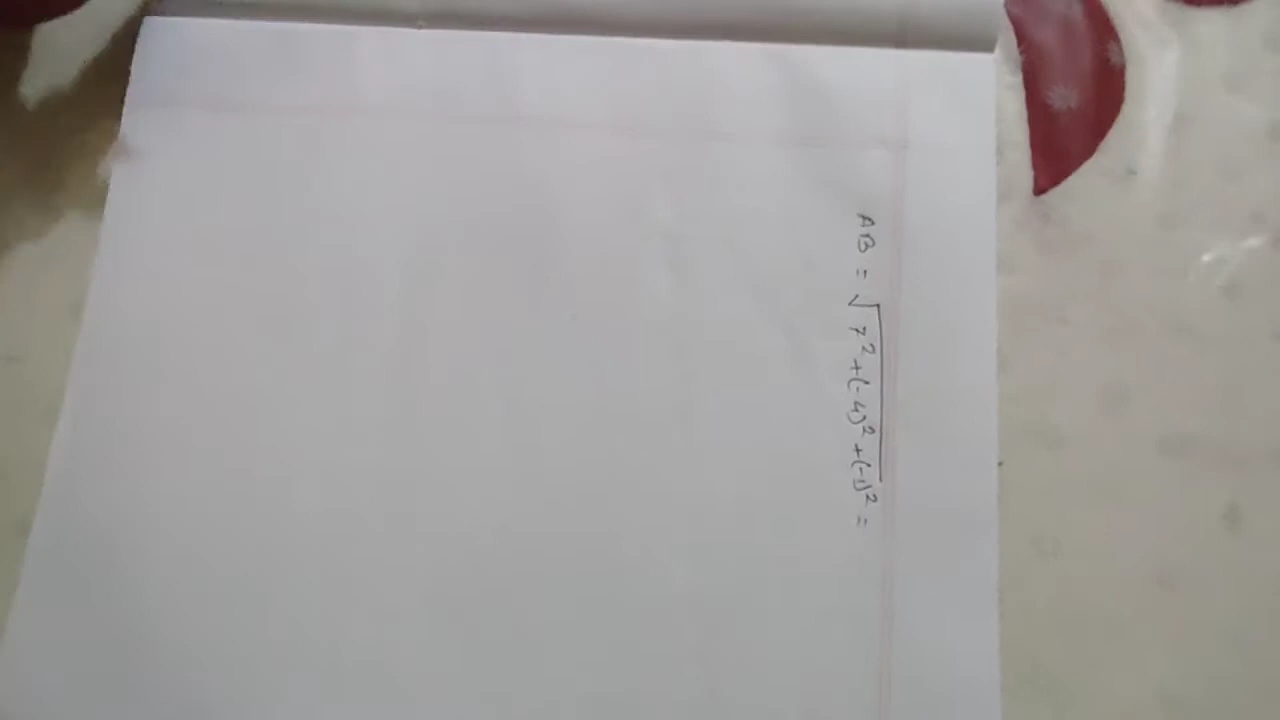 AB = √7² + (-4)² + (-1)² =